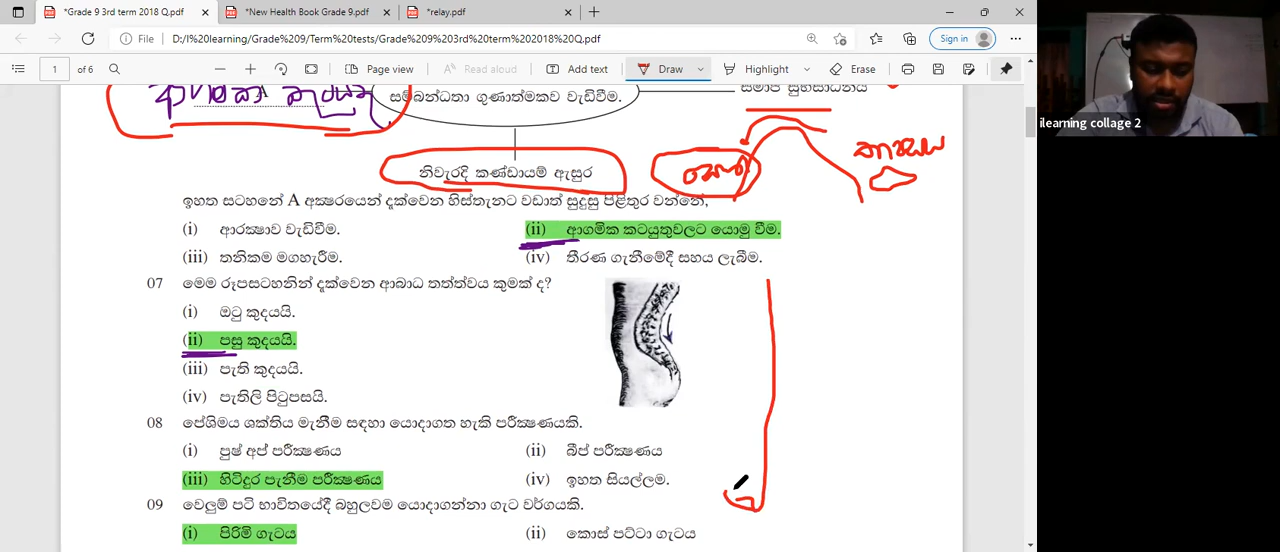 *Grade 9 3rd term 2018 Q.pdf
*New Health Book Grade 9.pdf
*relay.pdf
File
D:/I%20learning/Grade%209/Term%20tests/Grade%209%203rd%20term%202018%20Q.pdf
Sign in
1 of 6
Page view
Read aloud
Add text
Draw
Highlight
Erase
ilearning collage 2
A
සම්බන්ධතා ගුණාත්මකව වැඩිවීම.
සමාජ සුභසාධනය
නිවැරදි කණ්ඩායම් ඇසුර
ඉහත සටහනේ A අක්‍ෂරයෙන් දැක්වෙන හිස්තැනට වඩාත් සුදුසු පිළිතුර වන්නේ,
(i) ආරක්‍ෂාව වැඩිවීම.
(ii) ආගමික කටයුතුවලට යොමු වීම.
(iii) තනිකම මගහැරීම.
(iv) තීරණ ගැනීමේදී සහය ලැබීම.
07 මෙම රූපසටහනින් දැක්වෙන ආබාධ තත්ත්වය කුමක් ද?
(i) ඔටු කුදයයි.
(ii) පසු කුදයයි.
(iii) පැති කුදයයි.
(iv) පැතිලි පිටුපසයි.
08 පේශිමය ශක්තිය මැනීම සඳහා යොදාගත හැකි පරීක්‍ෂණයකි.
(i) පුෂ් අප් පරීක්‍ෂණය
(ii) බීප් පරීක්‍ෂණය
(iii) හිටිදුර පැනීම පරීක්‍ෂණය
(iv) ඉහත සියල්ලම.
09 වෙලුම් පටි භාවිතයේදී බහුලවම යොදාගන්නා ගැට වර්ගයකි.
(i) පිරිමි ගැටය
(ii) කොස් පට්ටා ගැටය